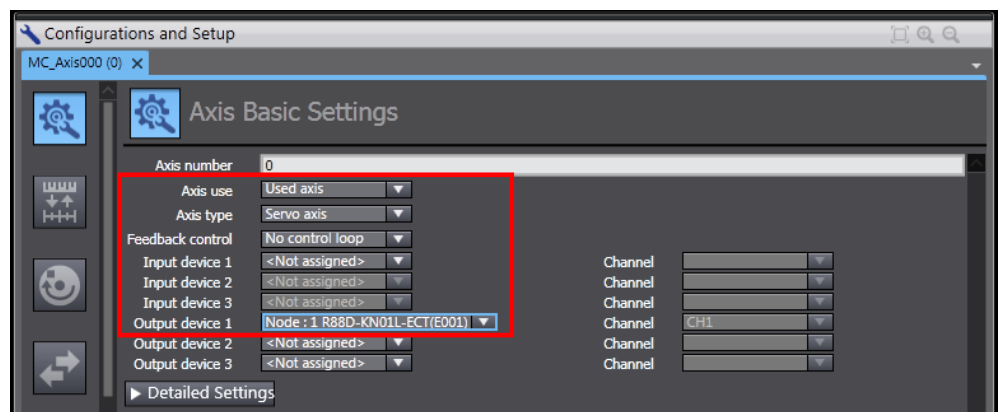 Configurations and Setup
MC_Axis000 (0)
Axis Basic Settings
Axis number 0
Axis use Used axis
Axis type Servo axis
Feedback control No control loop
Input device 1 <Not assigned> Channel
Input device 2 <Not assigned> Channel
Input device 3 <Not assigned> Channel
Output device 1 Node : 1 R88D-KN01L-ECT(E001) Channel CH1
Output device 2 <Not assigned> Channel
Output device 3 <Not assigned> Channel
Detailed Settings